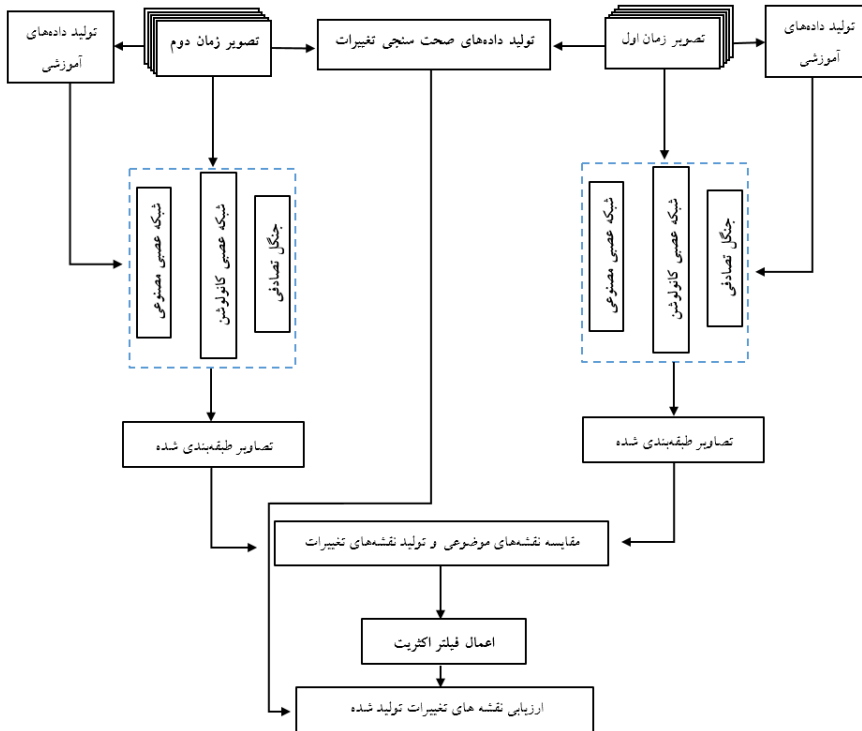 تولید داده‌های
آموزشی
تصویر زمان اول
تولید داده‌های صحت سنجی تغییرات
تصویر زمان دوم
تولید داده‌های
آموزشی
جنگل تصادفی
شبکه عصبی کانولوشن
شبکه عصبی مصنوعی
جنگل تصادفی
شبکه عصبی کانولوشن
شبکه عصبی مصنوعی
تصاویر طبقه‌بندی شده
تصاویر طبقه‌بندی شده
مقایسه نقشه‌های موضوعی و تولید نقشه‌های تغییرات
اعمال فیلتر اکثریت
ارزیابی نقشه های تغییرات تولید شده